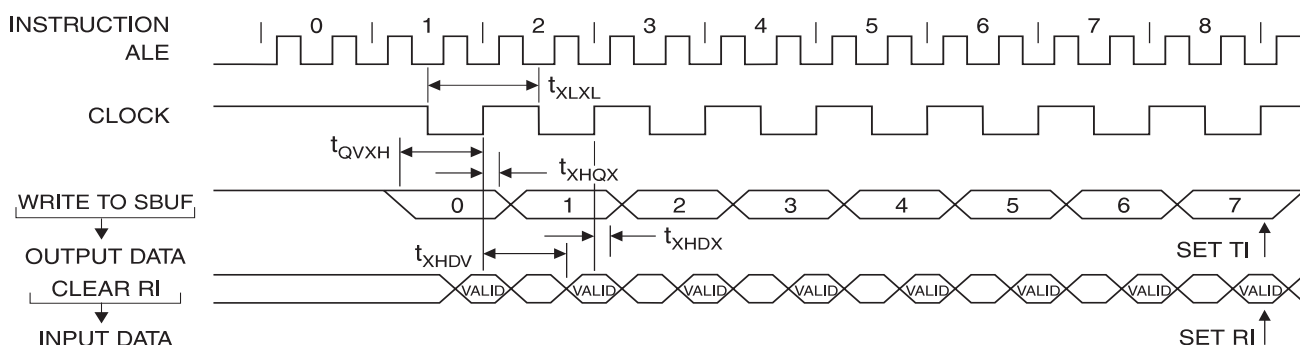 INSTRUCTION 0 1 2 3 4 5 6 7 8
ALE
tXLXL
CLOCK
tQVXH
tXHQX
WRITE TO SBUF 0 1 2 3 4 5 6 7
tXHDV tXHDX
OUTPUT DATA SET TI
CLEAR RI VALID VALID VALID VALID VALID VALID VALID VALID
INPUT DATA SET RI